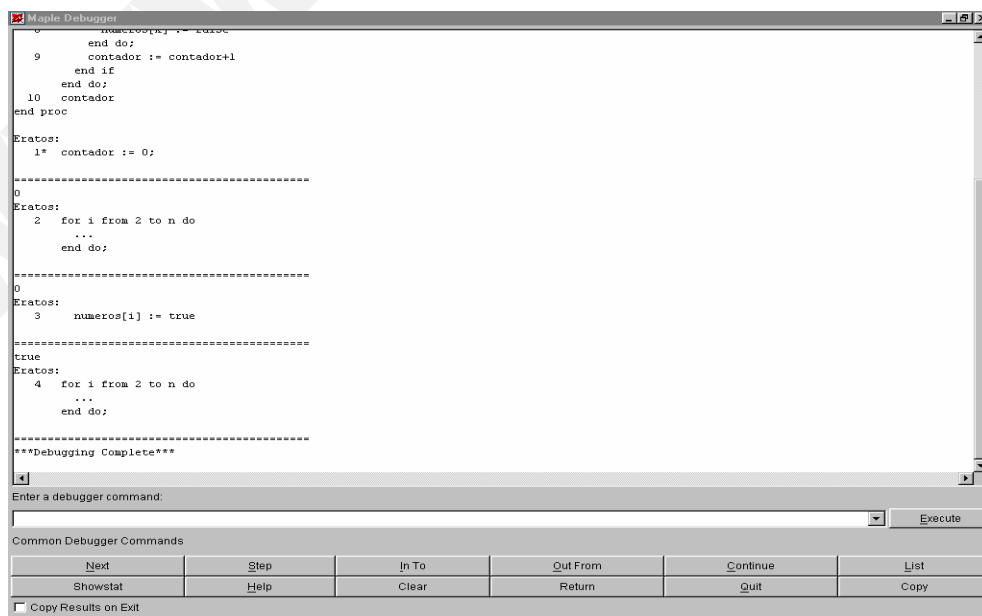 Maple Debugger
8 numeros[k] := false
end do;
9 contador := contador+1
end if
end do;
10 contador
end proc
Eratos:
1* contador := 0;
============================================
0
Eratos:
2 for i from 2 to n do
...
end do;
============================================
0
Eratos:
3 numeros[i] := true
============================================
true
Eratos:
4 for i from 2 to n do
...
end do;
============================================
***Debugging Complete***
Enter a debugger command:
Execute
Common Debugger Commands
Next Step In To Out From Continue List
Showstat Help Clear Return Quit Copy
Copy Results on Exit